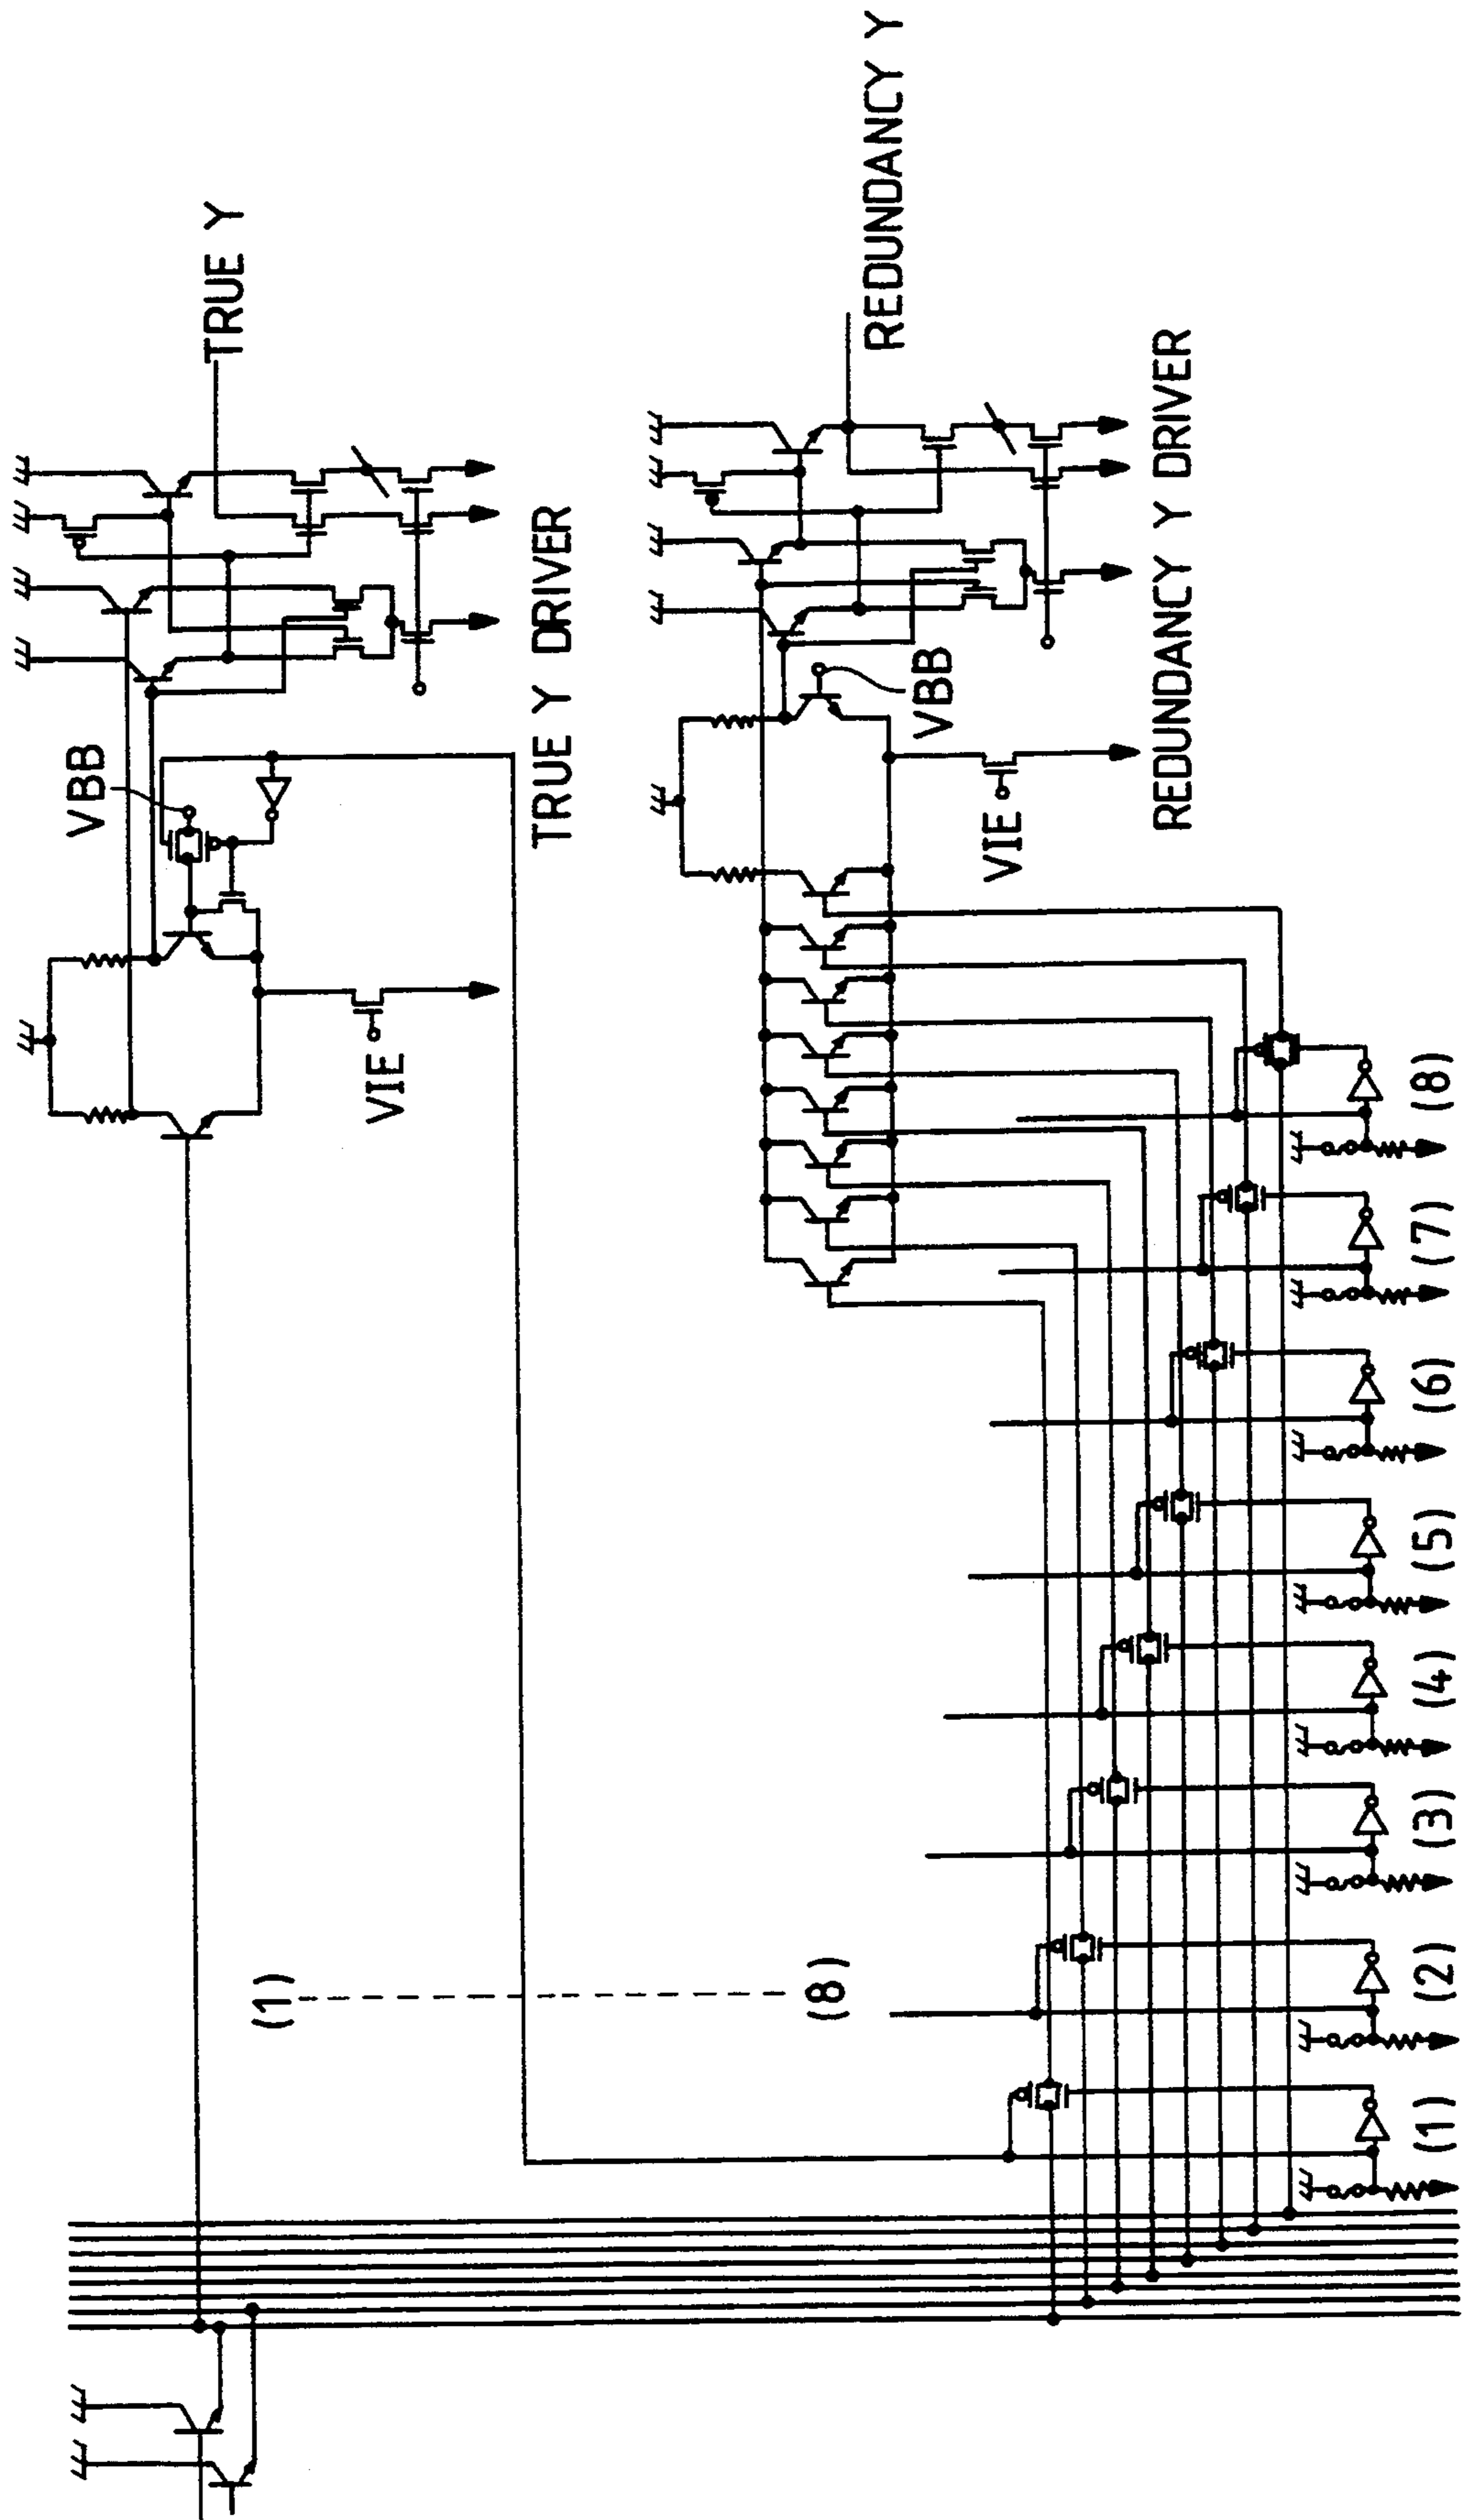 TRUE Y
VBB
VIE
TRUE Y DRIVER
REDUNDANCY Y
VBB
VIE
REDUNDANCY Y DRIVER
(1)
(8)
(1)
(2)
(3)
(4)
(5)
(6)
(7)
(8)